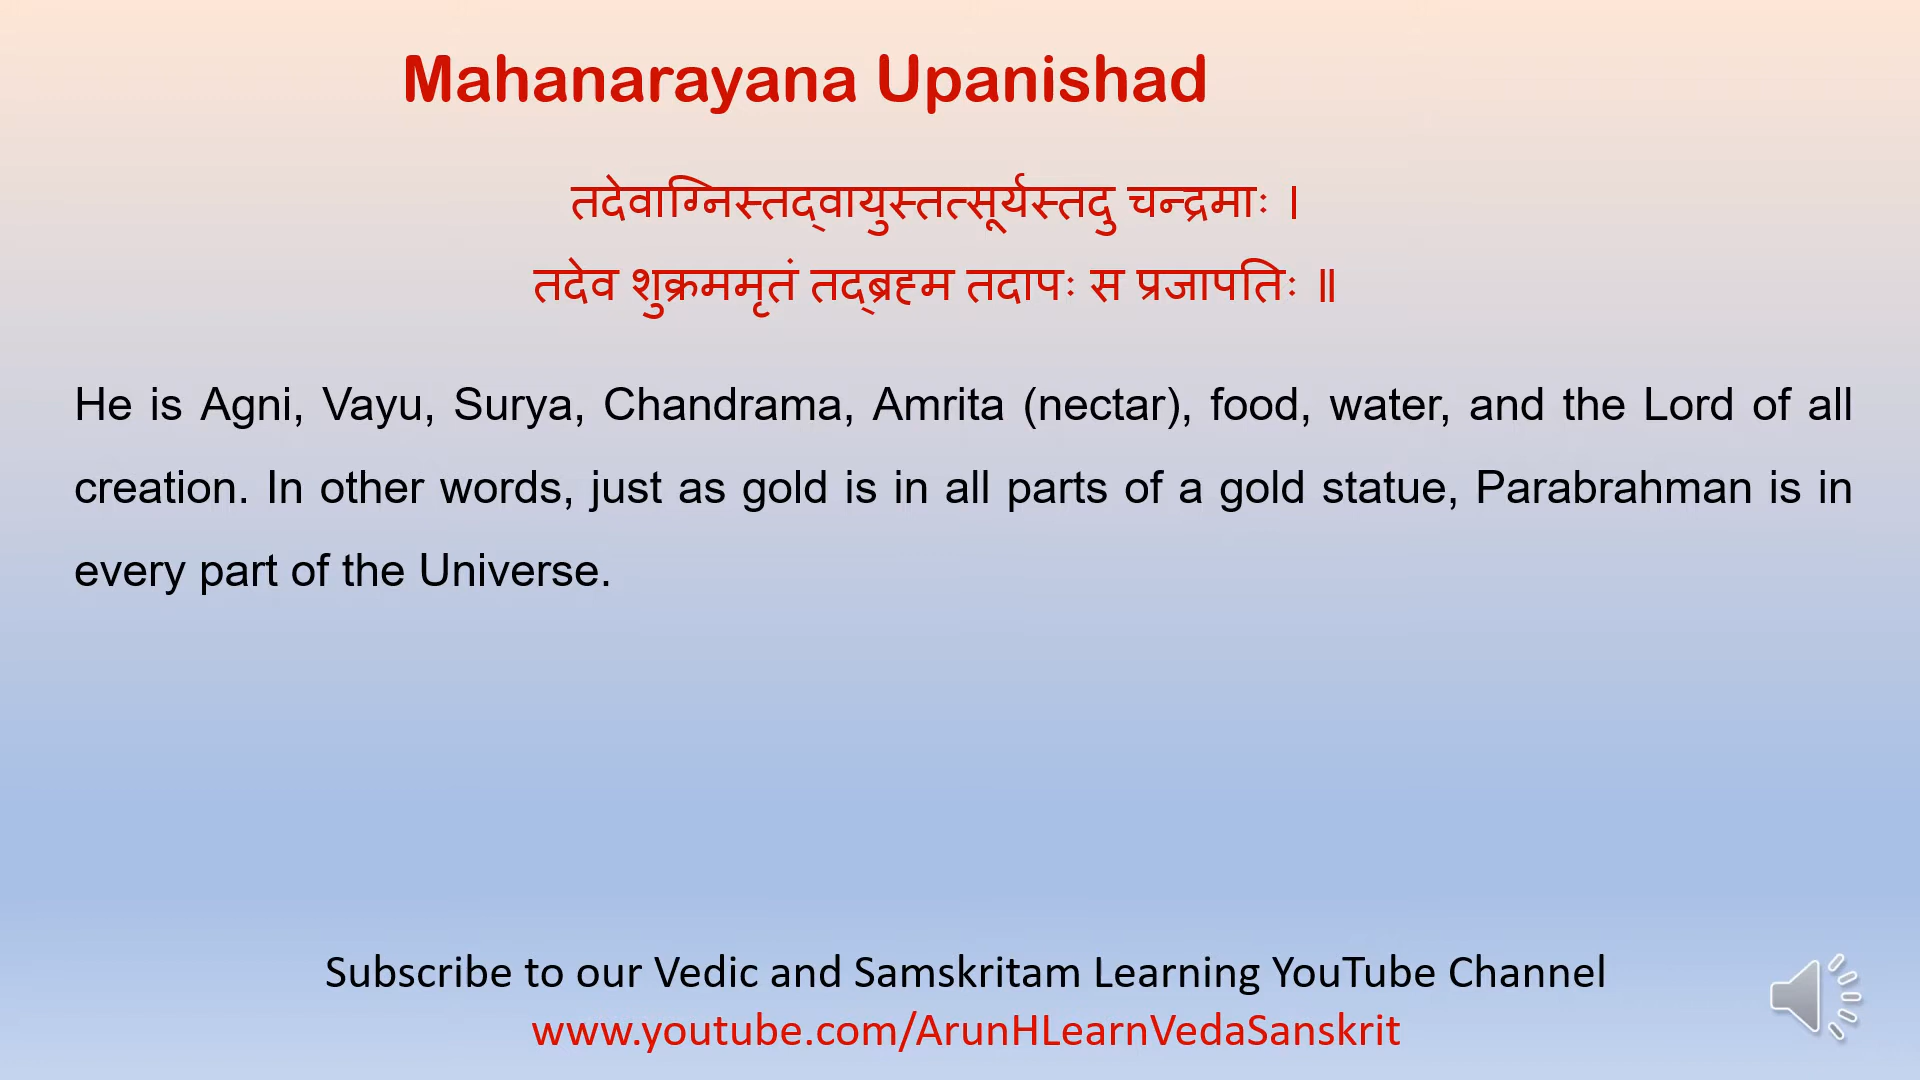 Mahanarayana Upanishad
तदेवाग्निस्तद्वायुस्तत्सूर्यस्तदु चन्द्रमाः ।
तदेव शुक्रममृतं तद्ब्रह्म तदापः स प्रजापतिः ॥
He is Agni, Vayu, Surya, Chandrama, Amrita (nectar), food, water, and the Lord of all
creation. In other words, just as gold is in all parts of a gold statue, Parabrahman is in
every part of the Universe.
Subscribe to our Vedic and Samskritam Learning YouTube Channel
www.youtube.com/ArunHLearnVedaSanskrit